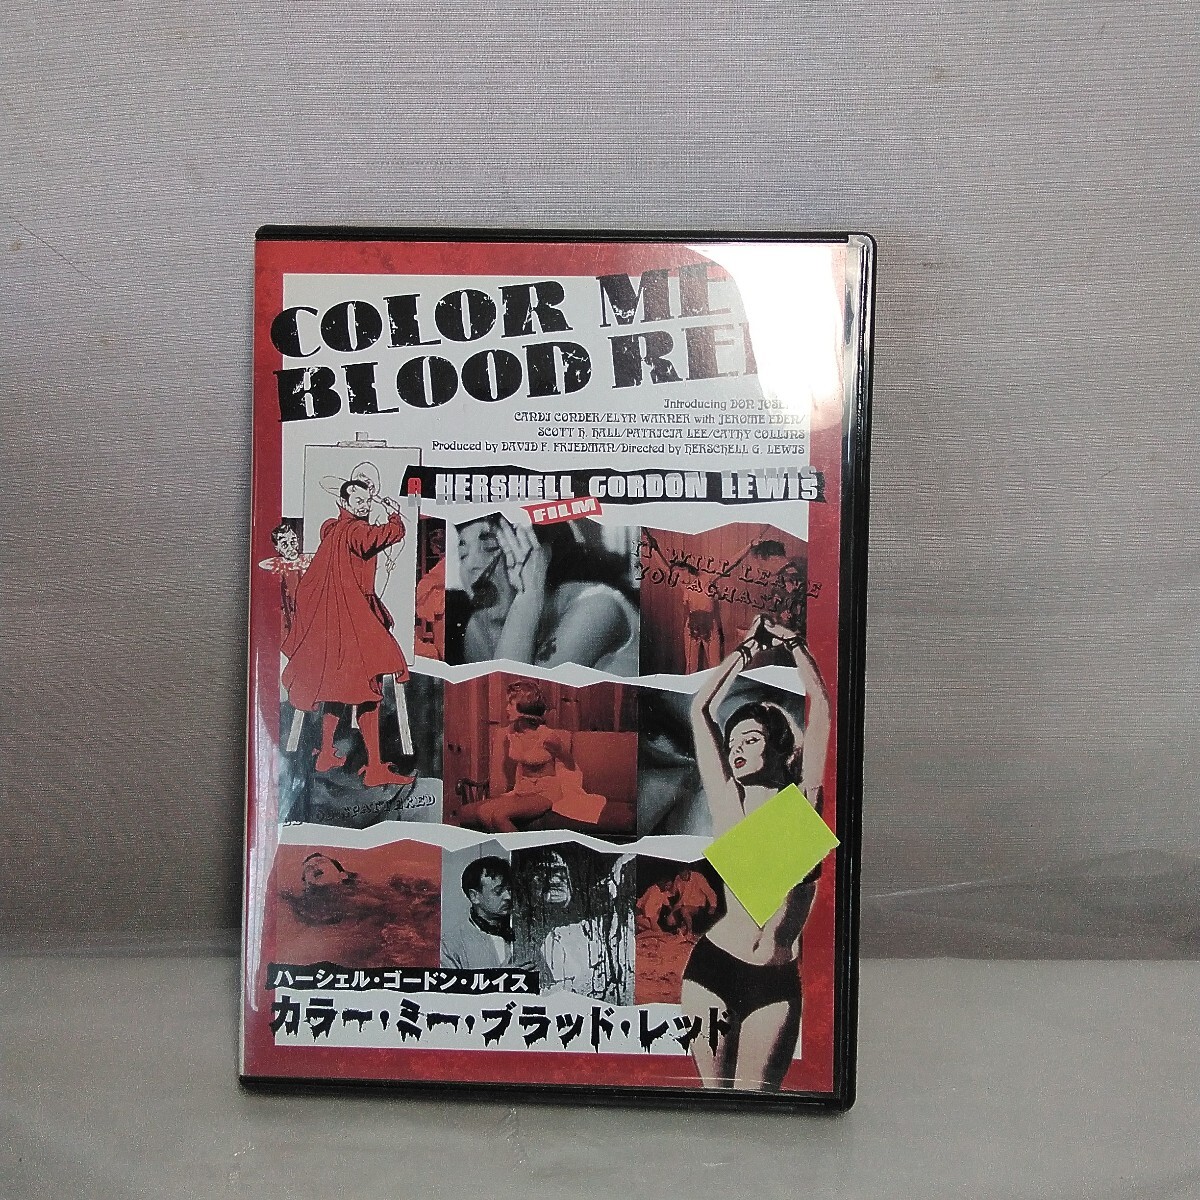 COLOR ME
BLOOD RED
Introducing DON JOSEPH
CANDI CONDER/ELYN WARNER with JEROME EDEN/
SCOTT H. HALL/PATRICIA LEE/CATHY COLLINS
Produced by DAVID F. FRIEDMAN/Directed by HERSCHELL G. LEWIS
A HERSHELL GORDON LEWIS
FILM
IT WILL LEAVE
YOU AGHAST
SPATTERED
ハーシェル・ゴードン・ルイス
カラー・ミー・ブラッド・レッド